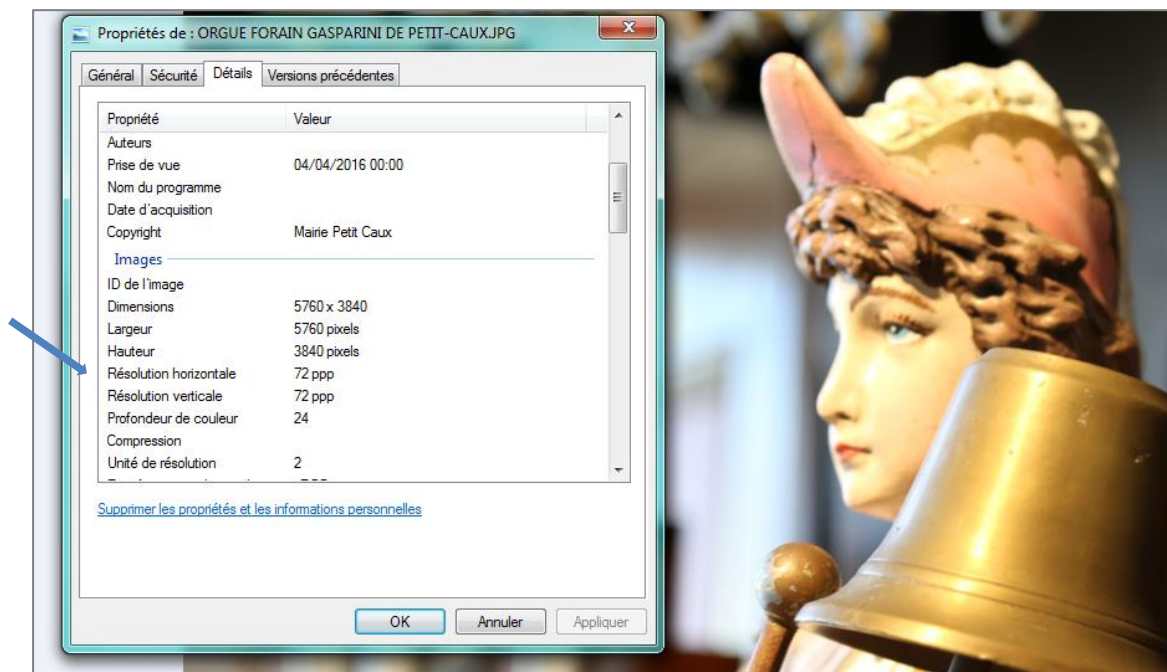 Propriétés de : ORGUE FORAIN GASPARINI DE PETIT-CAUX.JPG
Général Sécurité Détails Versions précédentes
Propriété Valeur
Auteurs
Prise de vue 04/04/2016 00:00
Nom du programme
Date d'acquisition
Copyright Mairie Petit Caux
Images
ID de l'image
Dimensions 5760 x 3840
Largeur 5760 pixels
Hauteur 3840 pixels
Résolution horizontale 72 ppp
Résolution verticale 72 ppp
Profondeur de couleur 24
Compression
Unité de résolution 2
Supprimer les propriétés et les informations personnelles
OK Annuler Appliquer